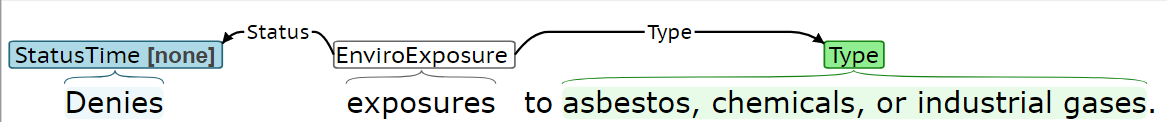 Status Type
StatusTime [none] EnviroExposure Type
Denies exposures to asbestos, chemicals, or industrial gases.